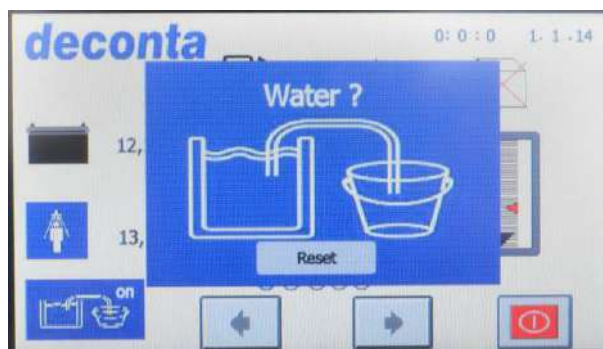 deconta
0: 0 : 0 1. 1 .14
Water ?
12,
13,
Reset
on